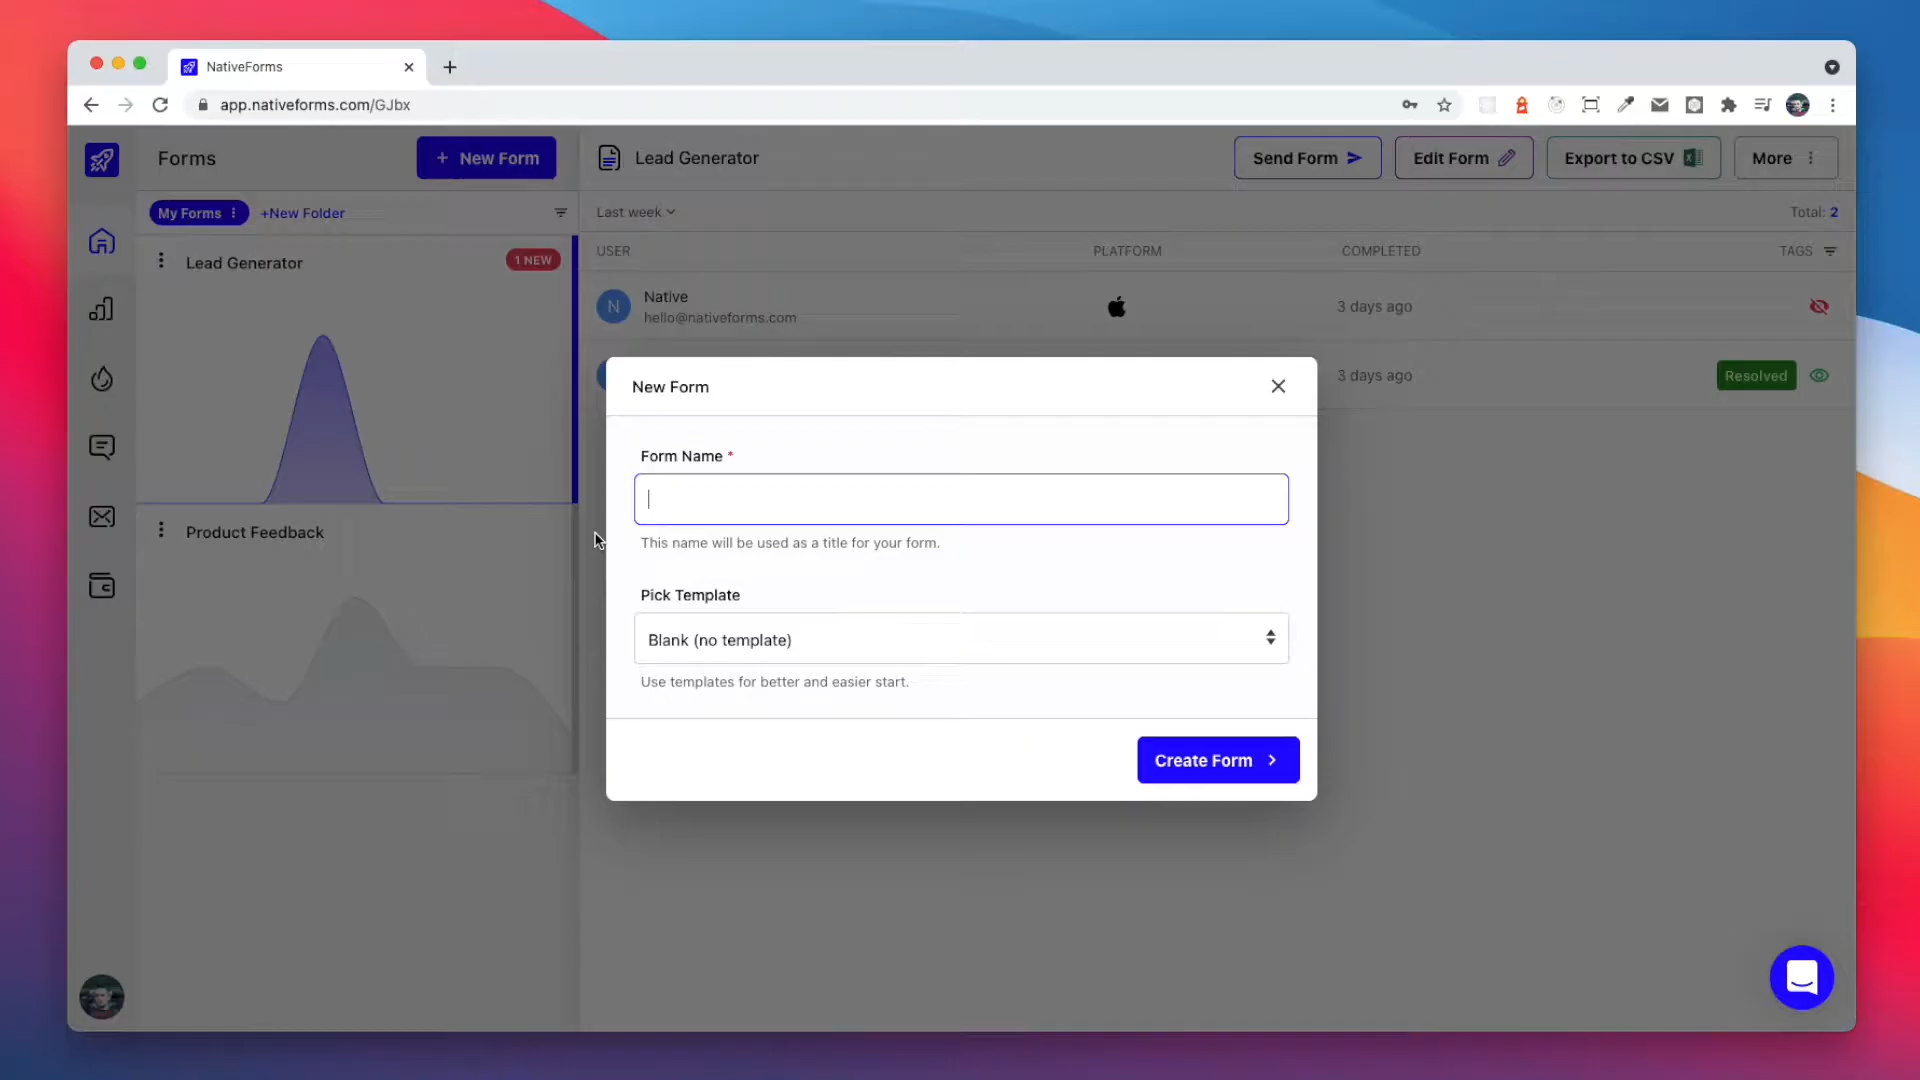 NativeForms
app.nativeforms.com/GJbx
Forms
+ New Form
Lead Generator
Send Form
Edit Form
Export to CSV
More
My Forms
+New Folder
Last week
Total: 2
USER
PLATFORM
COMPLETED
TAGS
Lead Generator
1 NEW
N
Native
hello@nativeforms.com
3 days ago
3 days ago
Resolved
New Form
Form Name *
This name will be used as a title for your form.
Product Feedback
Pick Template
Blank (no template)
Use templates for better and easier start.
Create Form